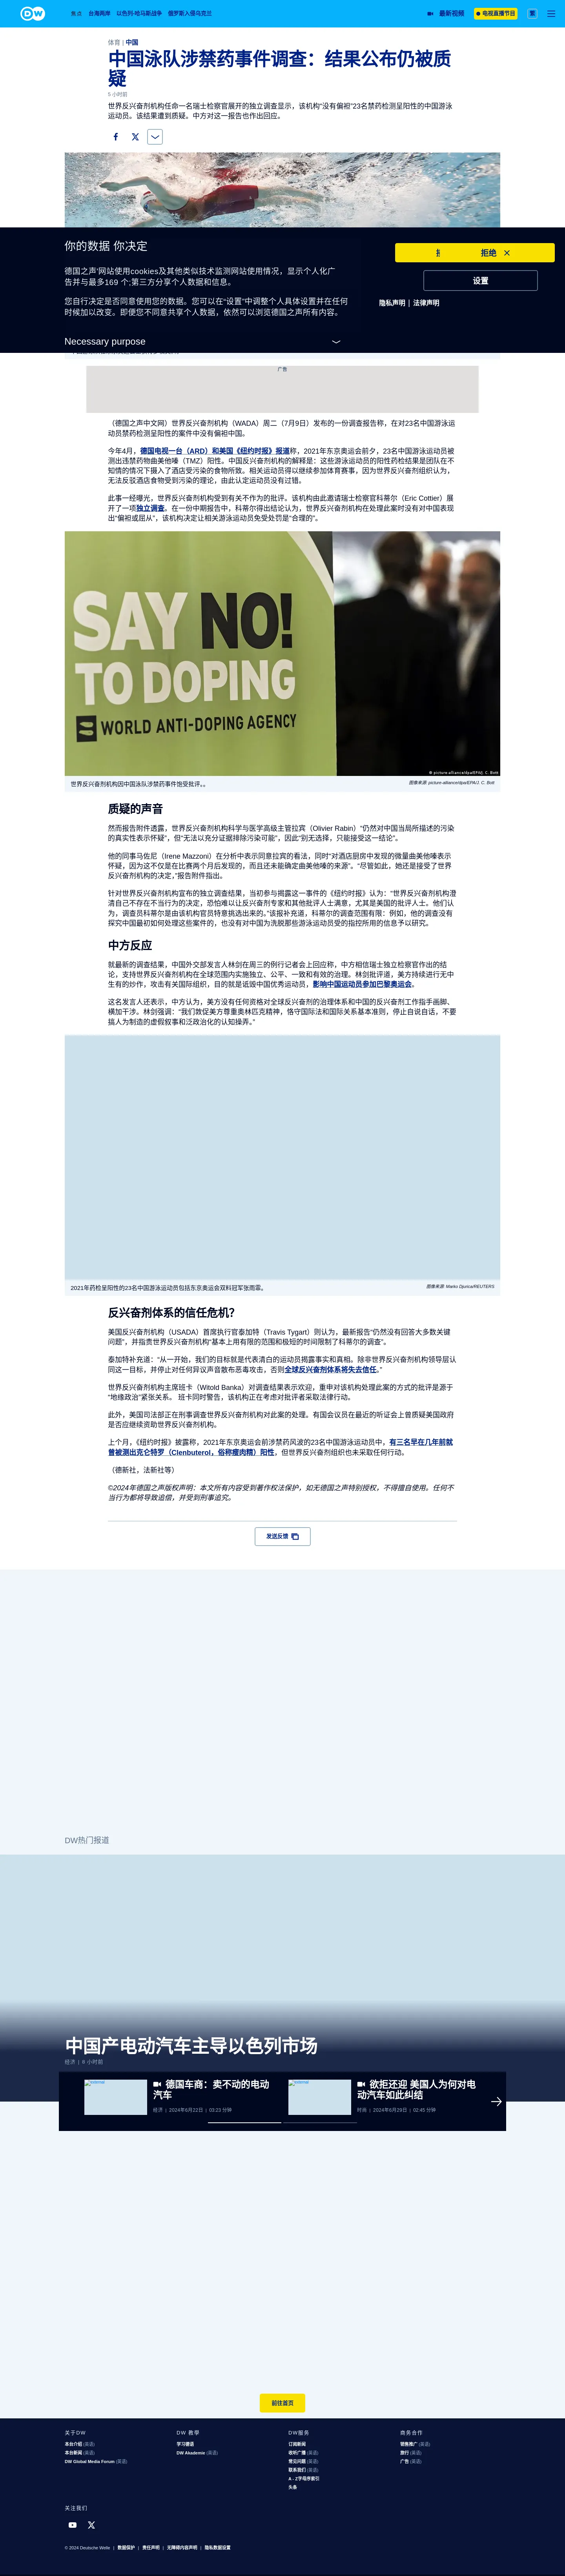 DW
热点
台海两岸
以色列-哈马斯战争
俄罗斯入侵乌克兰
最新视频
电视直播节目
繁
体育 | 中国
中国泳队涉禁药事件调查：结果公布仍被质
疑
5 小时前
世界反兴奋剂机构任命一名瑞士检察官展开的独立调查显示，该机构“没有偏袒”23名禁药检测呈阳性的中国游泳
运动员。该结果遭到质疑。中方对这一报告也作出回应。
你的数据 你决定
德国之声‘网站使用cookies及其他类似技术监测网站使用情况，显示个人化广
告并与最多169 个;第三方分享个人数据和信息。
您自行决定是否同意使用您的数据。您可以在“设置”中调整个人具体设置并在任何
时候加以改变。即便您不同意共享个人数据，依然可以浏览德国之声所有内容。
拒绝
设置
隐私声明 | 法律声明
Necessary purpose
广告
（德国之声中文网）世界反兴奋剂机构（WADA）周二（7月9日）发布的一份调查报告称，在对23名中国游泳运
动员禁药检测呈阳性的案件中没有偏袒中国。
今年4月，德国电视一台（ARD）和美国《纽约时报》报道称，2021年东京奥运会前夕，23名中国游泳运动员被
测出违禁药物曲美他嗪（TMZ）阳性。中国反兴奋剂机构的解释是：这些游泳运动员的阳性药检结果是团队在不
知情的情况下摄入了酒店受污染的食物所致。相关运动员得以继续参加体育赛事，因为世界反兴奋剂组织认为，
无法反驳酒店食物受到污染的理论，由此认定运动员没有过错。
此事一经曝光，世界反兴奋剂机构受到有关不作为的批评。该机构由此邀请瑞士检察官科蒂尔（Eric Cottier）展
开了一项独立调查。在一份中期报告中，科蒂尔得出结论认为，世界反兴奋剂机构在处理此案时没有对中国表现
出“偏袒或屈从”，该机构决定让相关游泳运动员免受处罚是“合理的”。
SAY NO!
TO DOPING
WORLD ANTI-DOPING AGENCY
© picture-alliance/dpa/EPA/J. C. Bott
世界反兴奋剂机构因中国泳队涉禁药事件饱受批评。。
图像来源: picture-alliance/dpa/EPA/J. C. Bott
质疑的声音
然而报告附件透露，世界反兴奋剂机构科学与医学高级主管拉宾（Olivier Rabin）“仍然对中国当局所描述的污染
的真实性表示怀疑”，但“无法以充分证据排除污染可能”，因此“别无选择，只能接受这一结论”。
他的同事马佐尼（Irene Mazzoni）在分析中表示同意拉宾的看法，同时“对酒店厨房中发现的微量曲美他嗪表示
怀疑，因为这不仅是在比赛两个月后发现的，而且还未能确定曲美他嗪的来源”。“尽管如此，她还是接受了世界
反兴奋剂机构的决定，”报告附件指出。
针对世界反兴奋剂机构宣布的独立调查结果，当初参与揭露这一事件的《纽约时报》认为：“世界反兴奋剂机构澄
清自己不存在不当行为的决定，恐怕难以让反兴奋剂专家和其他批评人士满意，尤其是美国的批评人士。他们认
为，调查员科蒂尔是由该机构官员特意挑选出来的。”该报补充道，科蒂尔的调查范围有限：例如，他的调查没有
探究中国最初如何处理这些案件的，也没有对中国为洗脱那些游泳运动员受的指控所用的信息予以研究。
中方反应
就最新的调查结果，中国外交部发言人林剑在周三的例行记者会上回应称，中方相信瑞士独立检察官作出的结
论，支持世界反兴奋剂机构在全球范围内实施独立、公平、一致和有效的治理。林剑批评道，美方持续进行无中
生有的炒作，攻击有关国际组织，目的就是诋毁中国优秀运动员，影响中国运动员参加巴黎奥运会。
这名发言人还表示，中方认为，美方没有任何资格对全球反兴奋剂的治理体系和中国的反兴奋剂工作指手画脚、
横加干涉。林剑强调：“我们敦促美方尊重奥林匹克精神，恪守国际法和国际关系基本准则，停止自说自话，不要
搞人为制造的虚假叙事和泛政治化的认知操弄。”
2021年药检呈阳性的23名中国游泳运动员包括东京奥运会双料冠军张雨霏。
图像来源: Marko Djurica/REUTERS
反兴奋剂体系的信任危机？
美国反兴奋剂机构（USADA）首席执行官泰加特（Travis Tygart）则认为，最新报告“仍然没有回答大多数关键
问题”，并指责世界反兴奋剂机构“基本上用有限的范围和极短的时间限制了科蒂尔的调查”。
泰加特补充道：“从一开始，我们的目标就是代表清白的运动员揭露事实和真相。除非世界反兴奋剂机构领导层认
同这一目标，并停止对任何异议声音散布恶毒攻击，否则全球反兴奋剂体系将失去信任。”
世界反兴奋剂机构主席班卡（Witold Banka）对调查结果表示欢迎，重申对该机构处理此案的方式的批评是源于
“地缘政治”紧张关系。 班卡同时警告，该机构正在考虑对批评者采取法律行动。
此外，美国司法部正在刑事调查世界反兴奋剂机构对此案的处理。有国会议员在最近的听证会上曾质疑美国政府
是否应继续资助世界反兴奋剂机构。
上个月，《纽约时报》披露称，2021年东京奥运会前涉禁药风波的23名中国游泳运动员中，有三名早在几年前就
曾被测出克仑特罗（Clenbuterol，俗称瘦肉精）阳性，但世界反兴奋剂组织也未采取任何行动。
（德新社，法新社等）
©2024年德国之声版权声明：本文所有内容受到著作权法保护，如无德国之声特别授权，不得擅自使用。任何不
当行为都将导致追偿，并受到刑事追究。
发送反馈
DW热门报道
中国产电动汽车主导以色列市场
经济 | 8 小时前
德国车商：卖不动的电动
汽车
经济 | 2024年6月22日 | 03:23 分钟
欲拒还迎 美国人为何对电
动汽车如此纠结
时尚 | 2024年6月29日 | 02:45 分钟
前往首页
关于DW
本台介绍 (英语)
本台新闻 (英语)
DW Global Media Forum (英语)
DW 教学
学习德语
DW Akademie (英语)
DW服务
订阅新闻
收听广播 (英语)
常见问题 (英语)
联系我们 (英语)
A - Z字母序索引
头条
商务合作
销售推广 (英语)
旅行 (英语)
广告 (英语)
关注我们
© 2024 Deutsche Welle | 数据保护 | 责任声明 | 无障碍内容声明 | 隐私数据设置